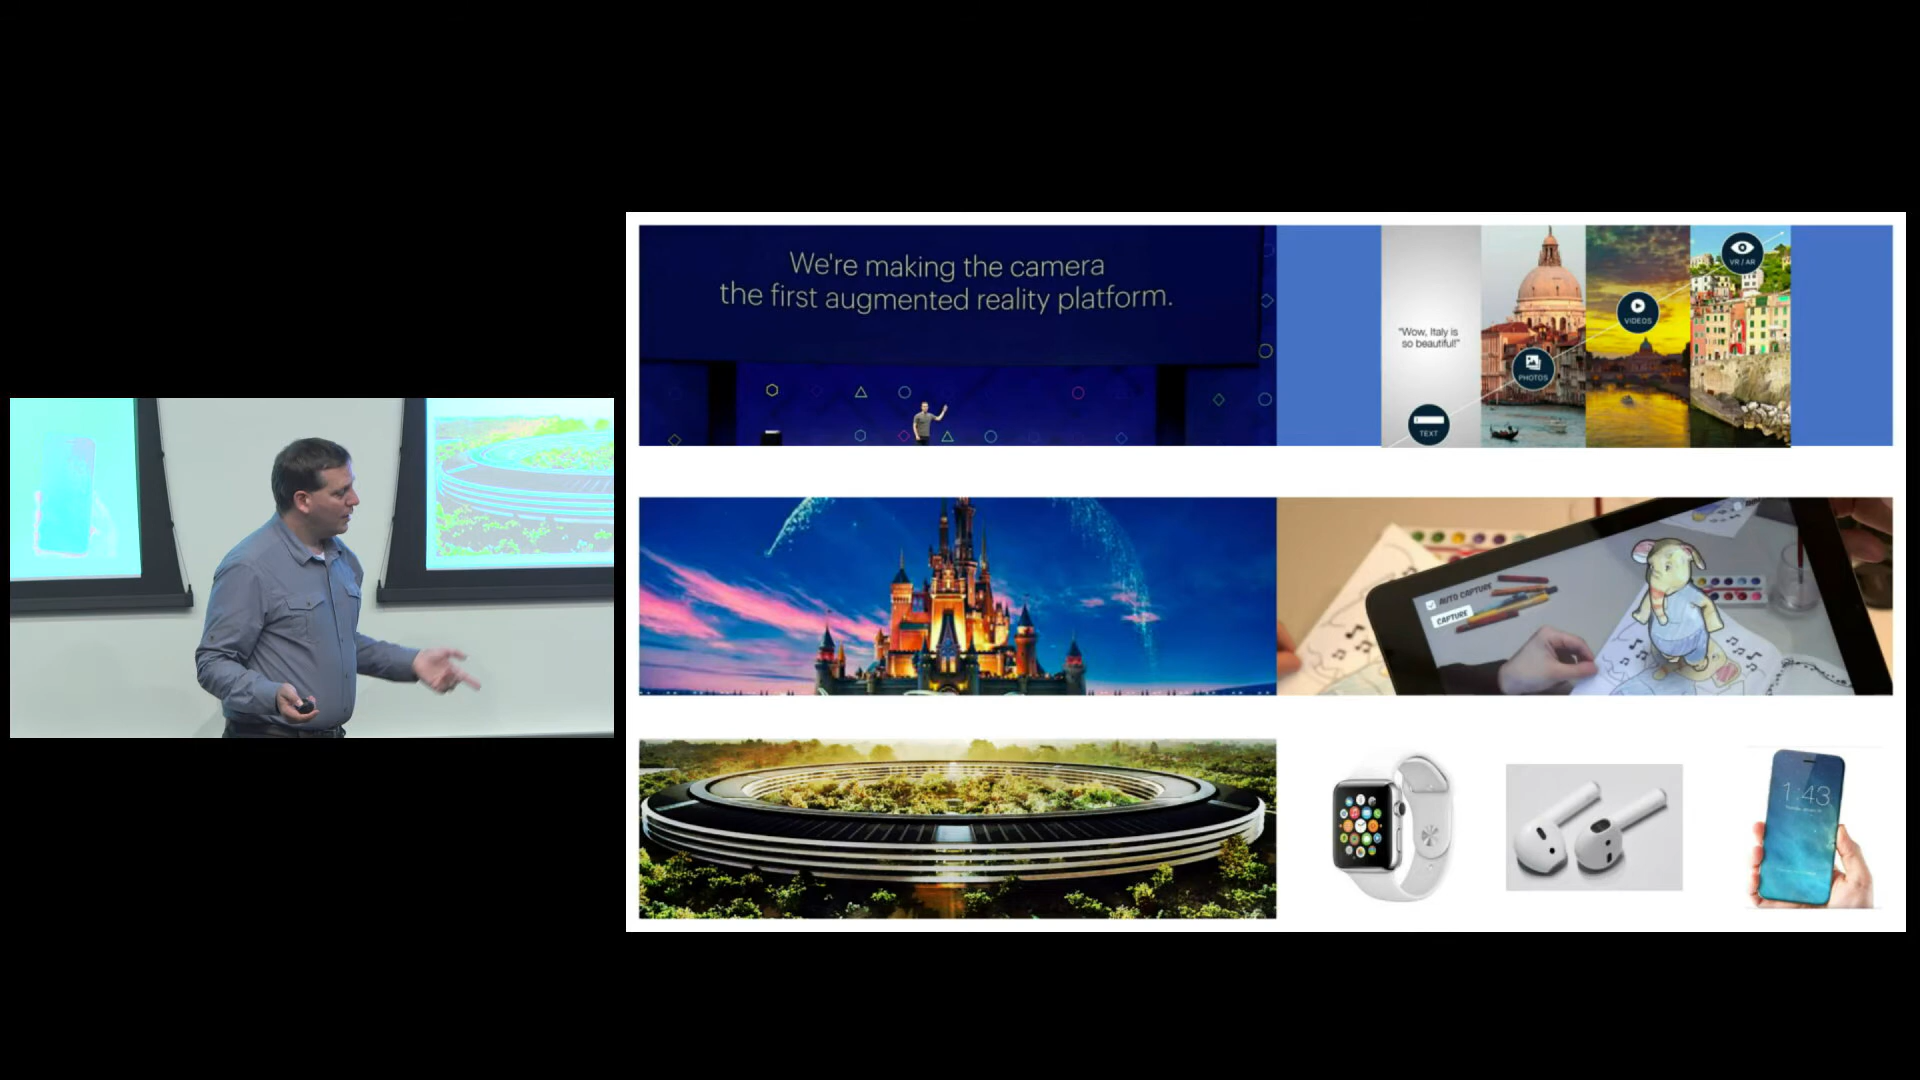 We're making the camera
the first augmented reality platform.
"Wow, Italy is
so beautiful!"
TEXT
PHOTOS
VIDEOS
VR / AR
AUTO CAPTURE
CAPTURE
1:43